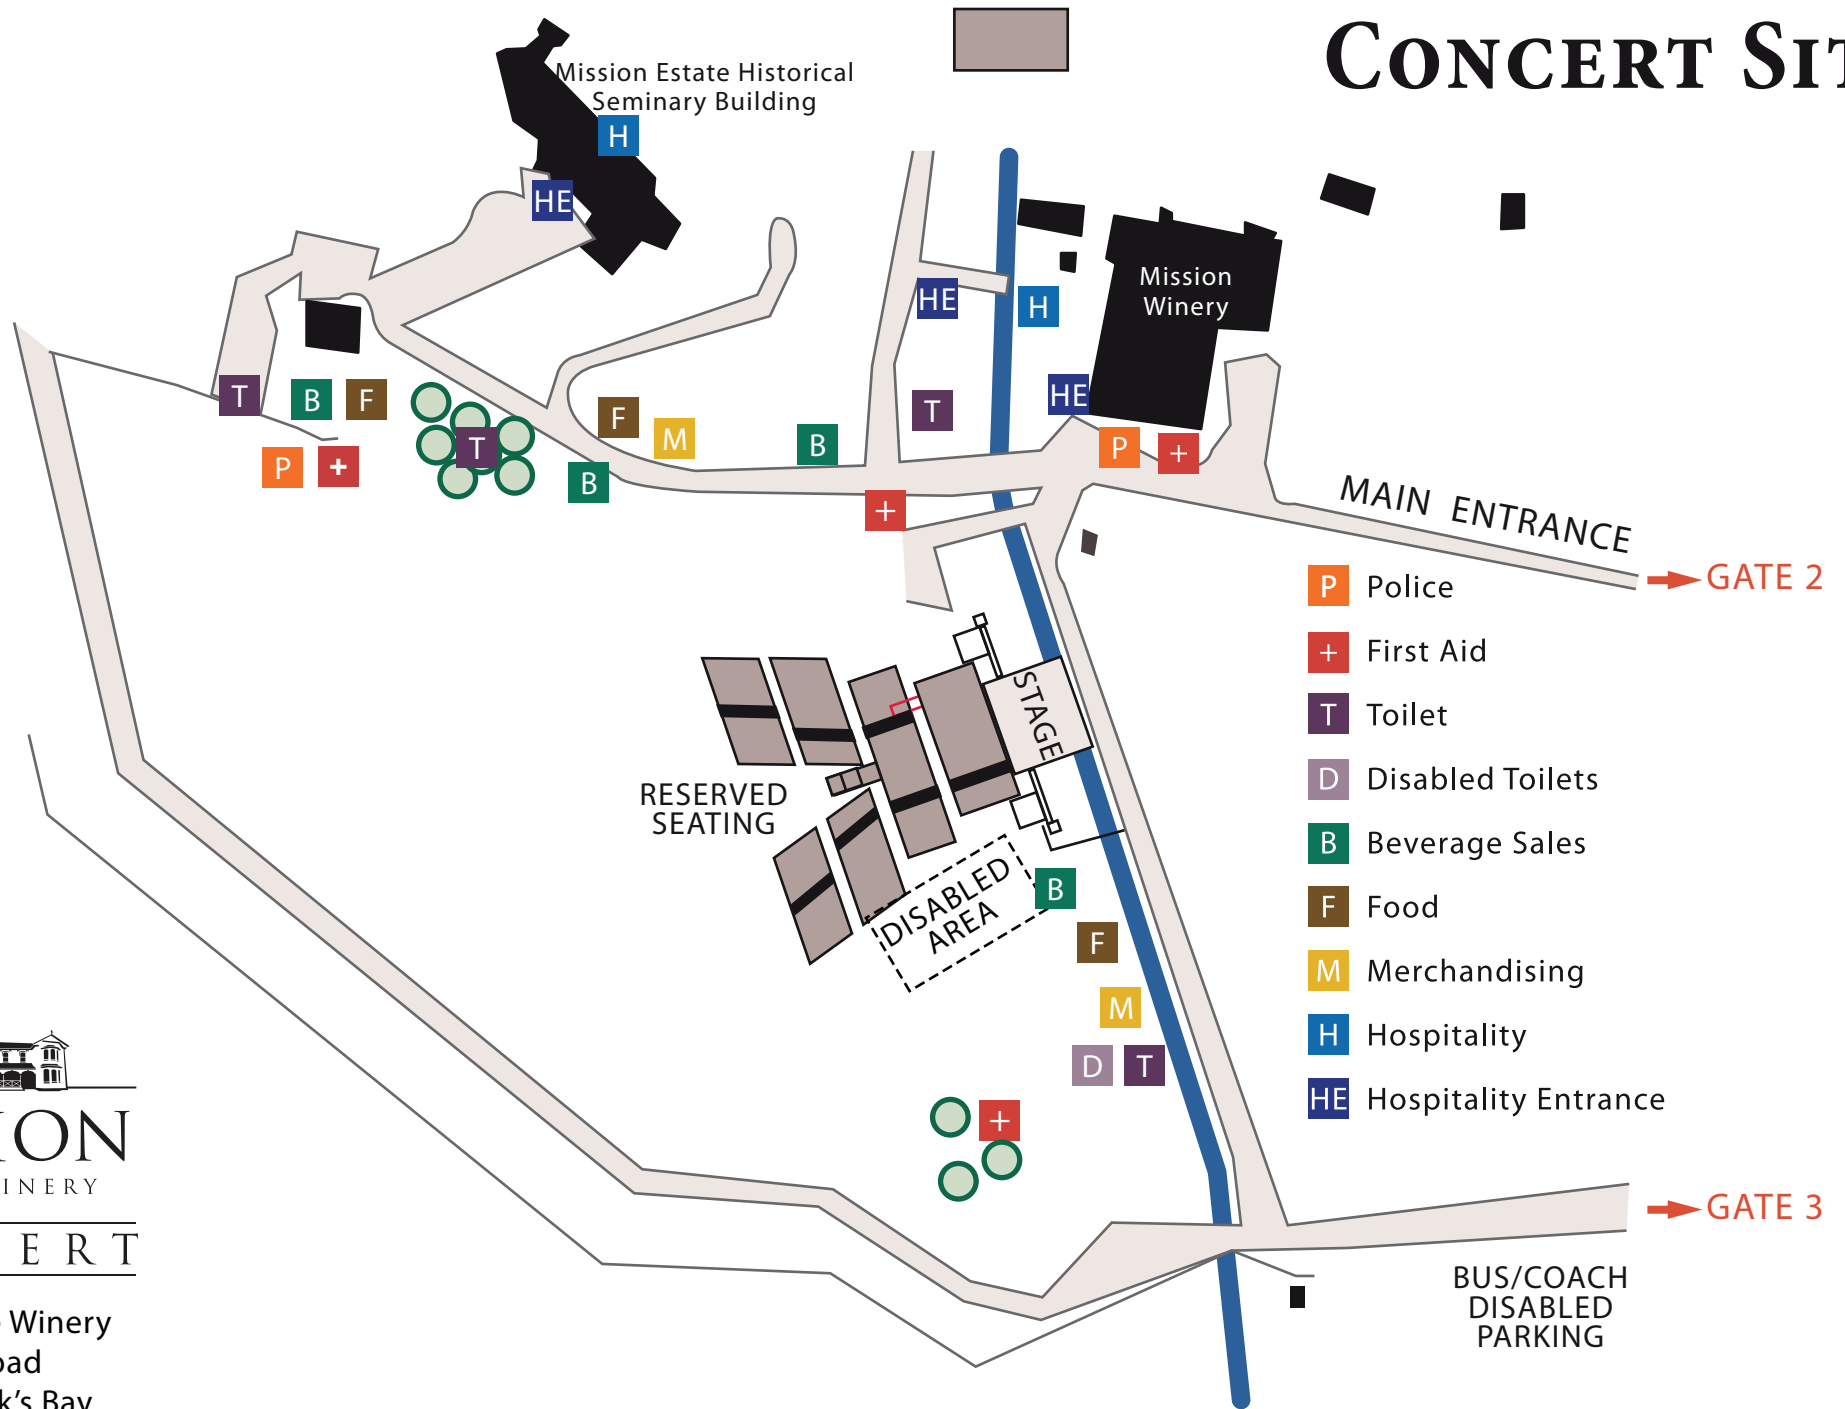 CONCERT SIT
Mission Estate Historical
Seminary Building
H
HE
Mission
Winery
HE
H
HE
T
B
F
T
F
M
B
T
P
+
P
+
B
+
MAIN ENTRANCE
GATE 2
STAGE
RESERVED
SEATING
DISABLED
AREA
B
F
M
D
T
+
P Police
+ First Aid
T Toilet
D Disabled Toilets
B Beverage Sales
F Food
M Merchandising
H Hospitality
HE Hospitality Entrance
GATE 3
BUS/COACH
DISABLED
PARKING
ION
INERY
ERT
Winery
oad
k's Bay